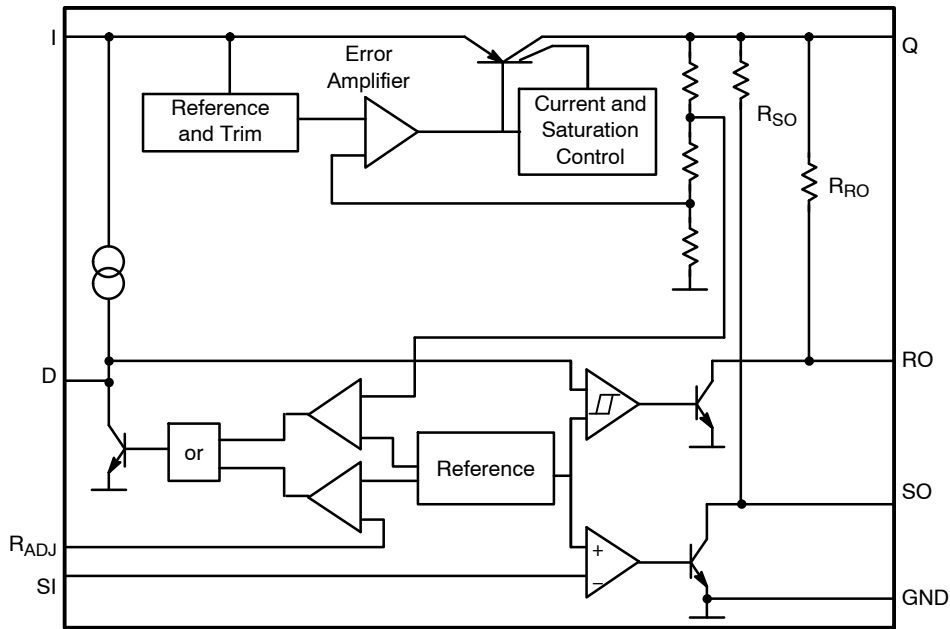 I
Q
Error
Amplifier
Reference
and Trim
Current and
Saturation
Control
RSO
RRO
D
RO
or
Reference
SO
RADJ
SI
+
−
GND